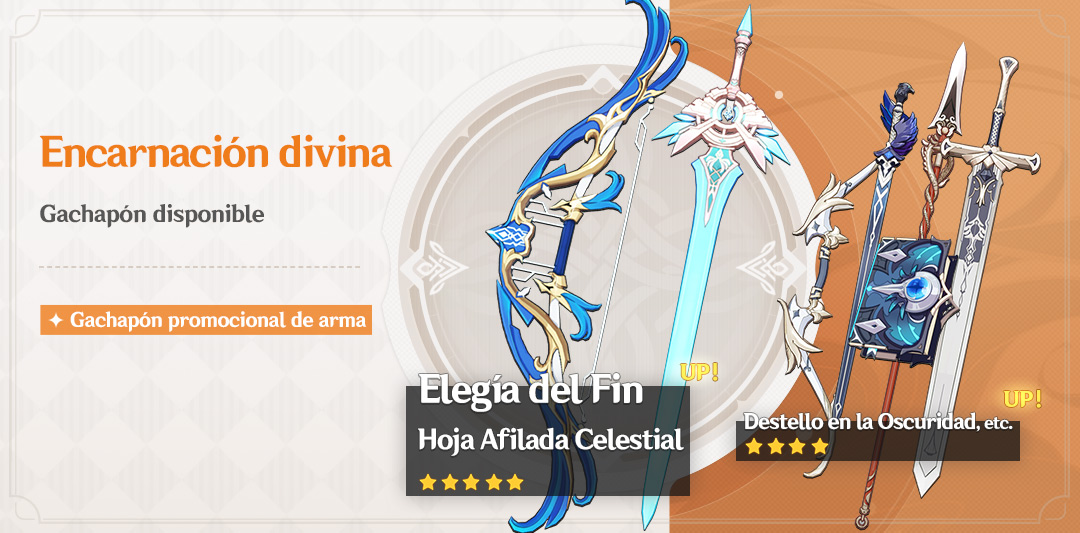 Encarnación divina
Gachapón disponible
Gachapón promocional de arma
UP!
Elegía del Fin
Hoja Afilada Celestial
UP!
Destello en la Oscuridad, etc.